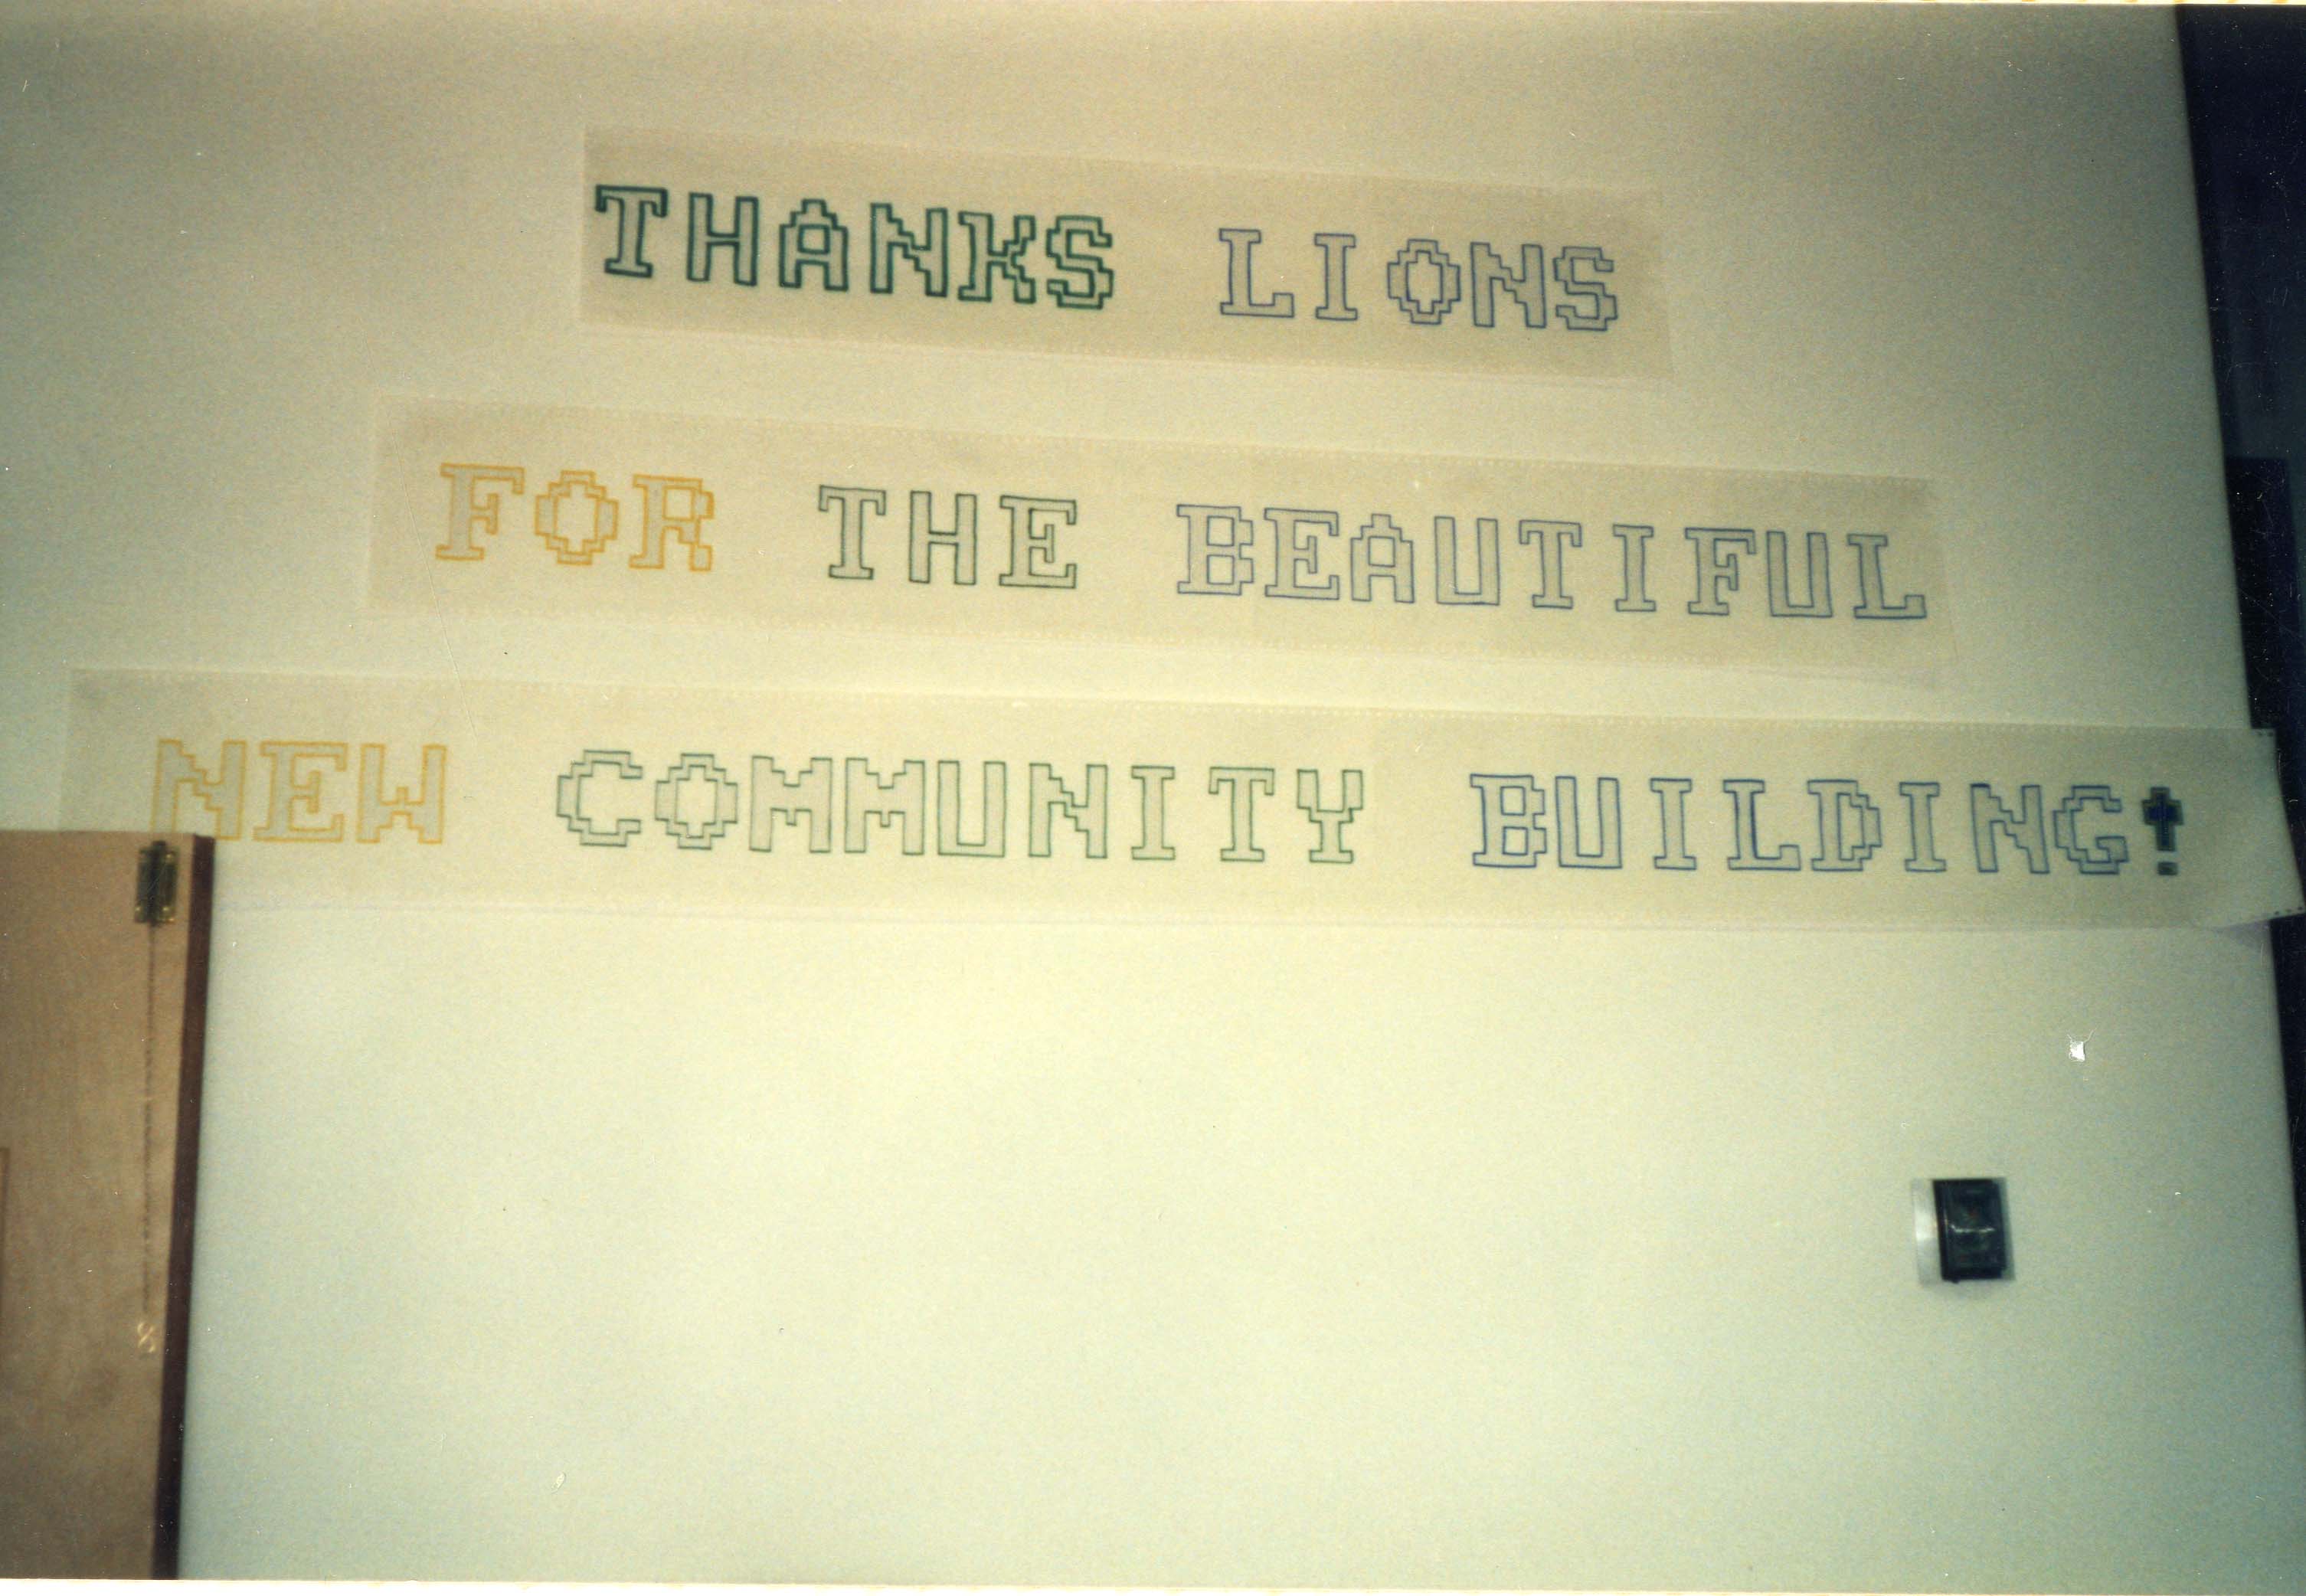 THANKS LIONS
FOR THE BEAUTIFUL
NEW COMMUNITY BUILDING!